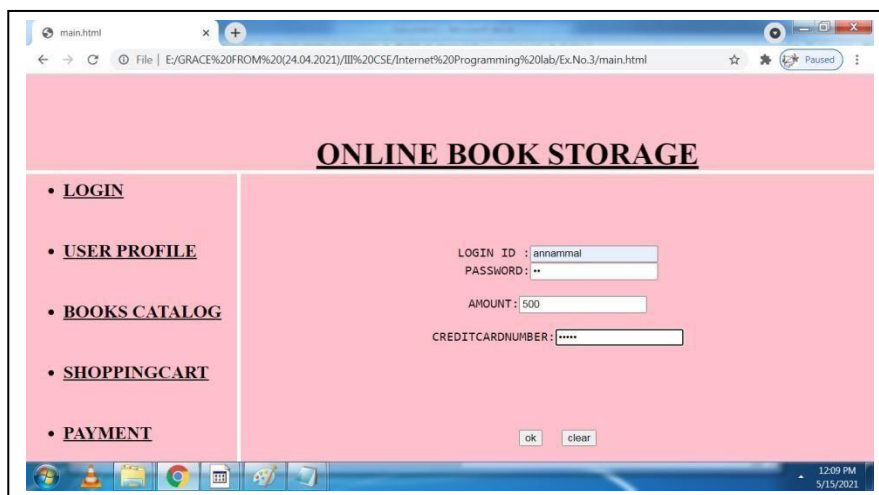 main.html
File | E:/GRACE%20FROM%20(24.04.2021)/III%20CSE/Internet%20Programming%20lab/Ex.No.3/main.html
Paused
ONLINE BOOK STORAGE
• LOGIN
• USER PROFILE
• BOOKS CATALOG
• SHOPPINGCART
• PAYMENT
LOGIN ID : annammal
PASSWORD: ••
AMOUNT: 500
CREDITCARDNUMBER: •••••
ok clear
12:09 PM
5/15/2021